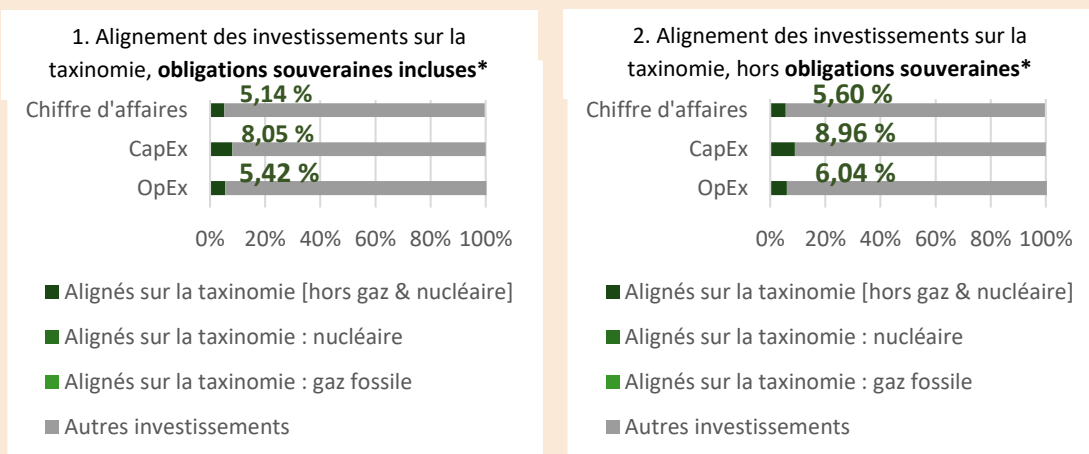 1. Alignement des investissements sur la
taxinomie, obligations souveraines incluses*
Chiffre d'affaires
5,14 %
CapEx
8,05 %
OpEx
5,42 %
0% 20% 40% 60% 80% 100%
Alignés sur la taxinomie [hors gaz & nucléaire]
Alignés sur la taxinomie : nucléaire
Alignés sur la taxinomie : gaz fossile
Autres investissements
2. Alignement des investissements sur la
taxinomie, hors obligations souveraines*
Chiffre d'affaires
5,60 %
CapEx
8,96 %
OpEx
6,04 %
0% 20% 40% 60% 80% 100%
Alignés sur la taxinomie [hors gaz & nucléaire]
Alignés sur la taxinomie : nucléaire
Alignés sur la taxinomie : gaz fossile
Autres investissements